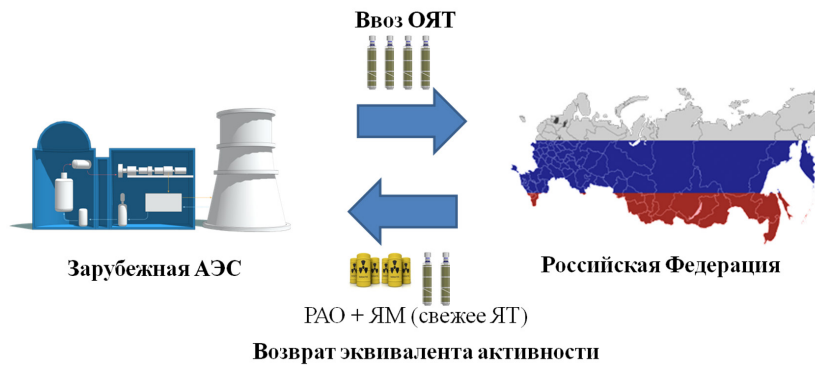 Ввоз ОЯТ
Зарубежная АЭС
Российская Федерация
РАО + ЯМ (свежее ЯТ)
Возврат эквивалента активности